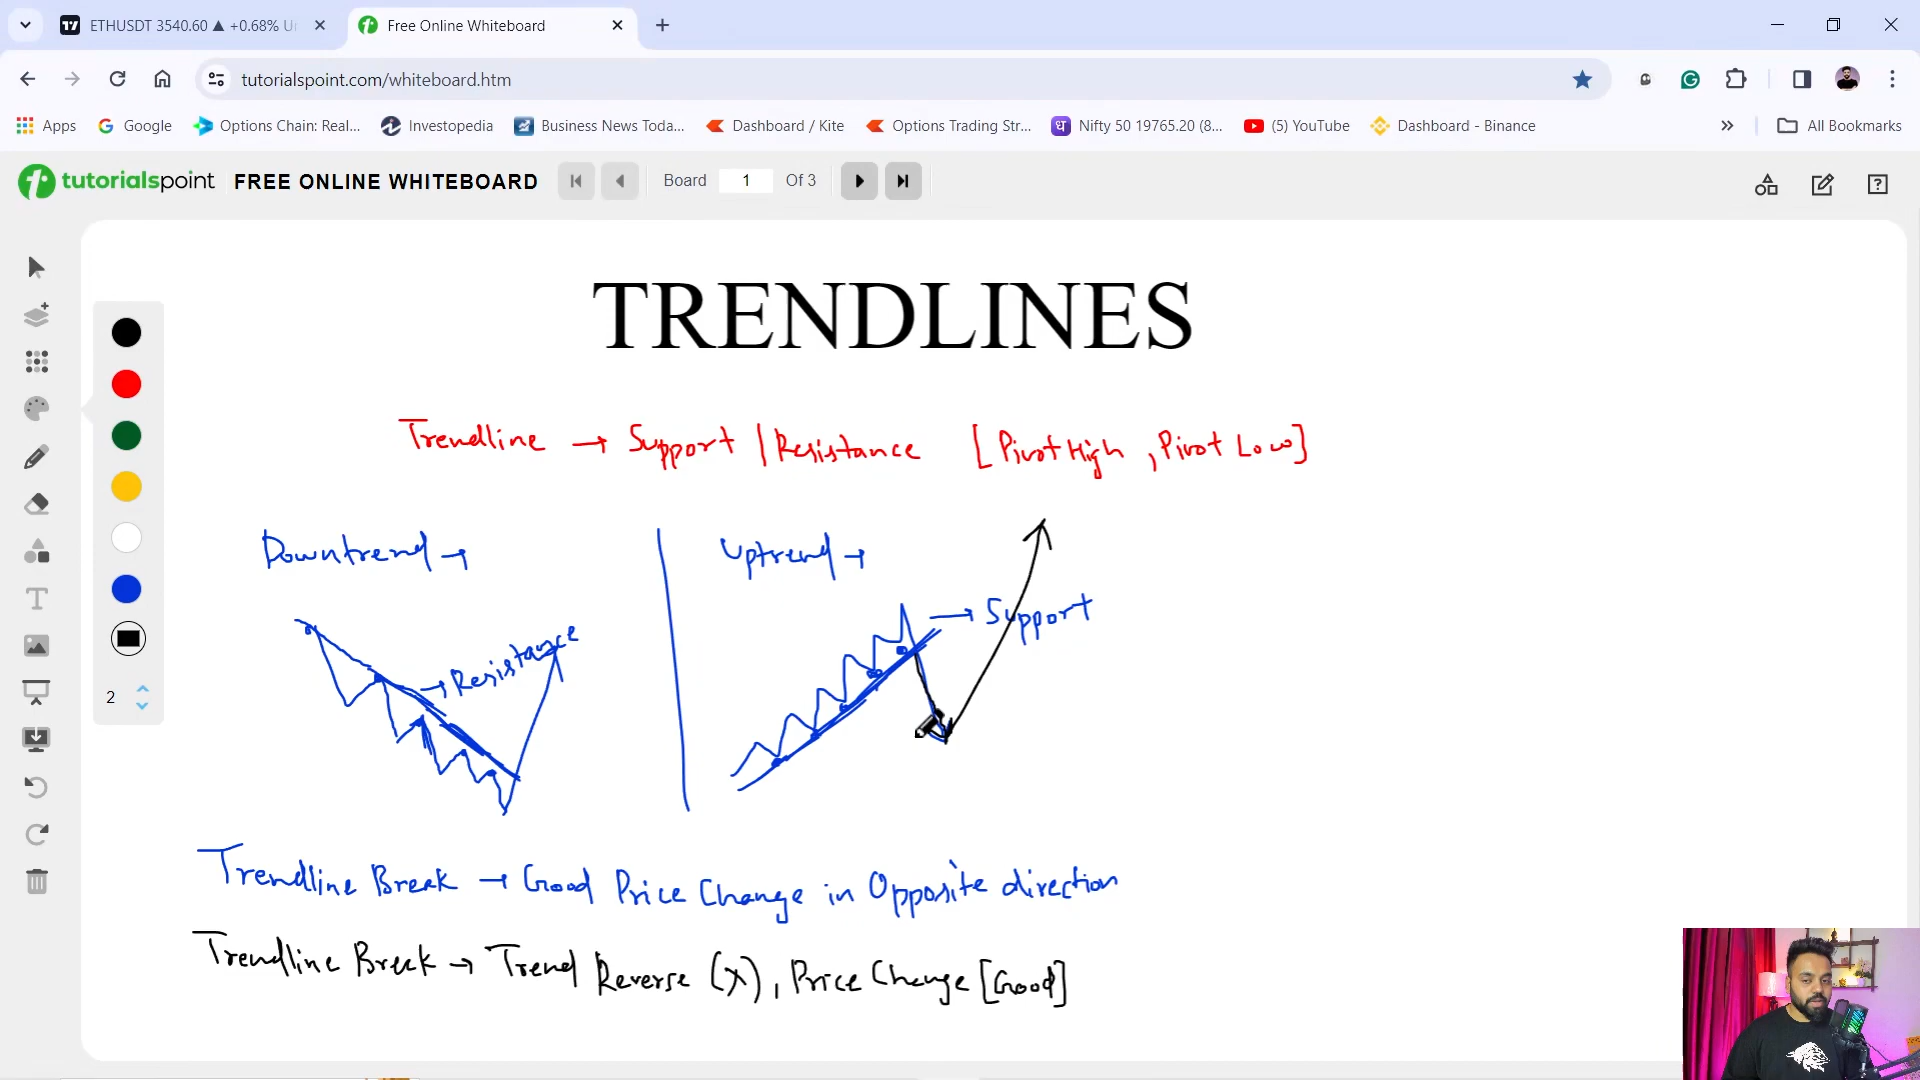 ETHUSDT 3540.60 ▲ +0.68%
Free Online Whiteboard
tutorialspoint.com/whiteboard.htm
Apps
Google
Options Chain: Real...
Investopedia
Business News Toda...
Dashboard / Kite
Options Trading Str...
Nifty 50 19765.20 (8...
(5) YouTube
Dashboard - Binance
All Bookmarks
tutorialspoint
FREE ONLINE WHITEBOARD
Board 1 Of 3
TRENDLINES
Trendline → Support | Resistance [Pivot High, Pivot Low]
Downtrend →
Uptrend →
→ Support
→ Resistance
2
Trendline Break → Good Price Change in Opposite direction
Trendline Break → Trend Reverse (X), Price Change [Good]